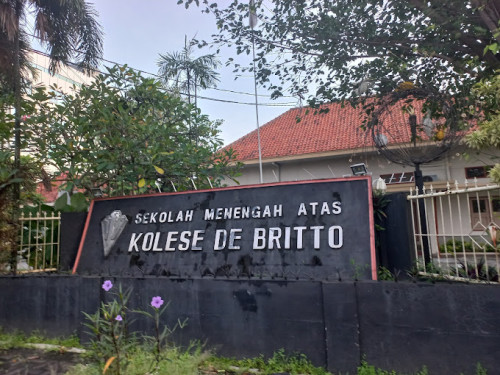 SEKOLAH MENENGAH ATAS
KOLESE DE BRITTO